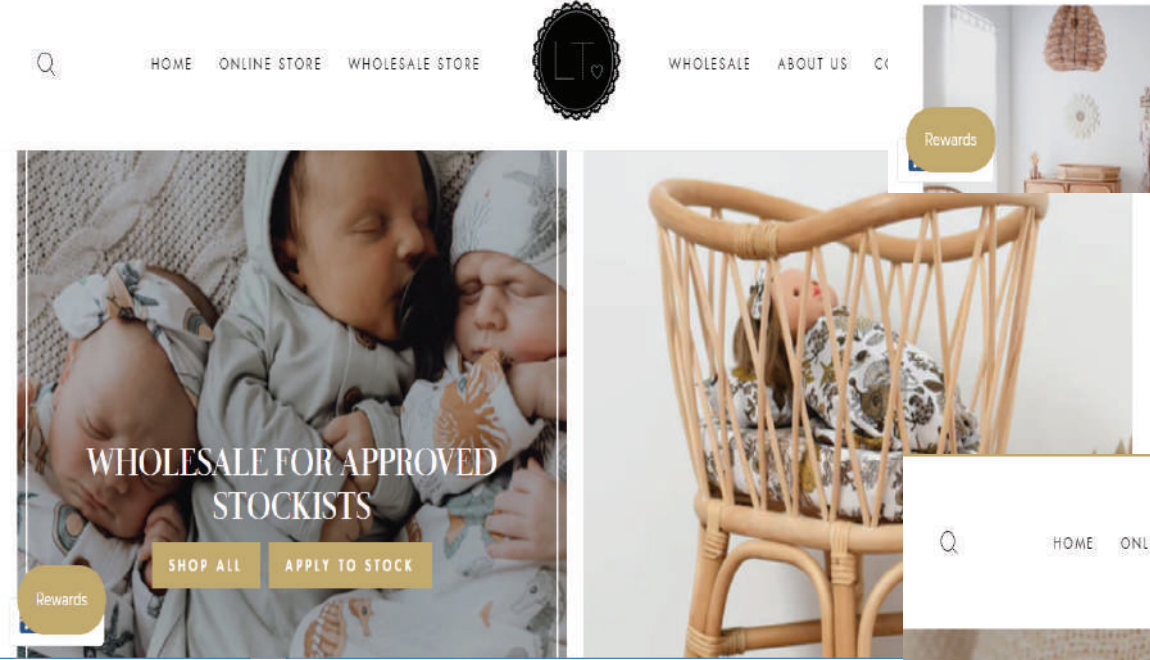 HOME ONLINE STORE WHOLESALE STORE LT WHOLESALE ABOUT US
Rewards
WHOLESALE FOR APPROVED
STOCKISTS
SHOP ALL APPLY TO STOCK
Rewards
HOME ONL